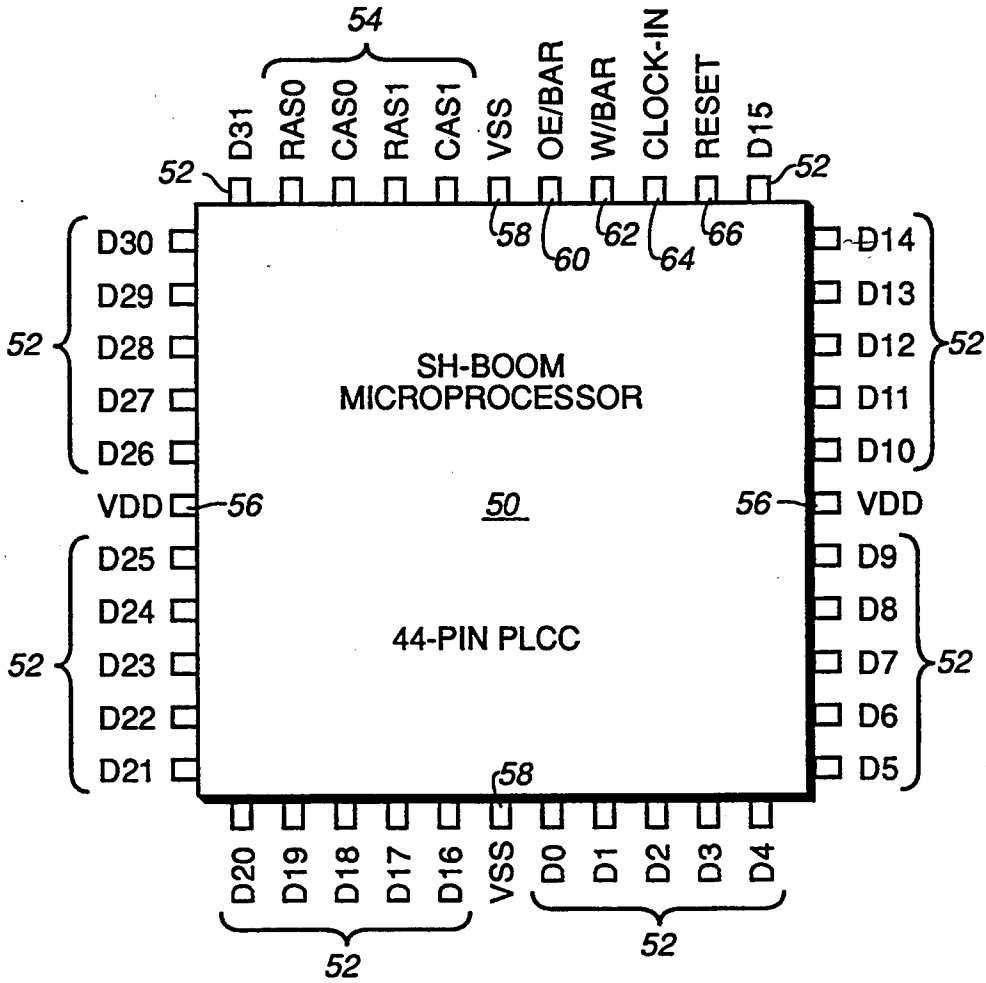 54
D31 RAS0 CAS0 RAS1 CAS1 VSS OE/BAR W/BAR CLOCK-IN RESET D15
52 52
58 60 62 64 66
D30 D14
D29 D13
52 D28 D12 52
D27 D11
D26 D10
SH-BOOM
MICROPROCESSOR
VDD 56 50 56 VDD
D25 D9
D24 D8
44-PIN PLCC
52 D23 D7 52
D22 D6
D21 D5
58
D20 D19 D18 D17 D16 VSS D0 D1 D2 D3 D4
52 52